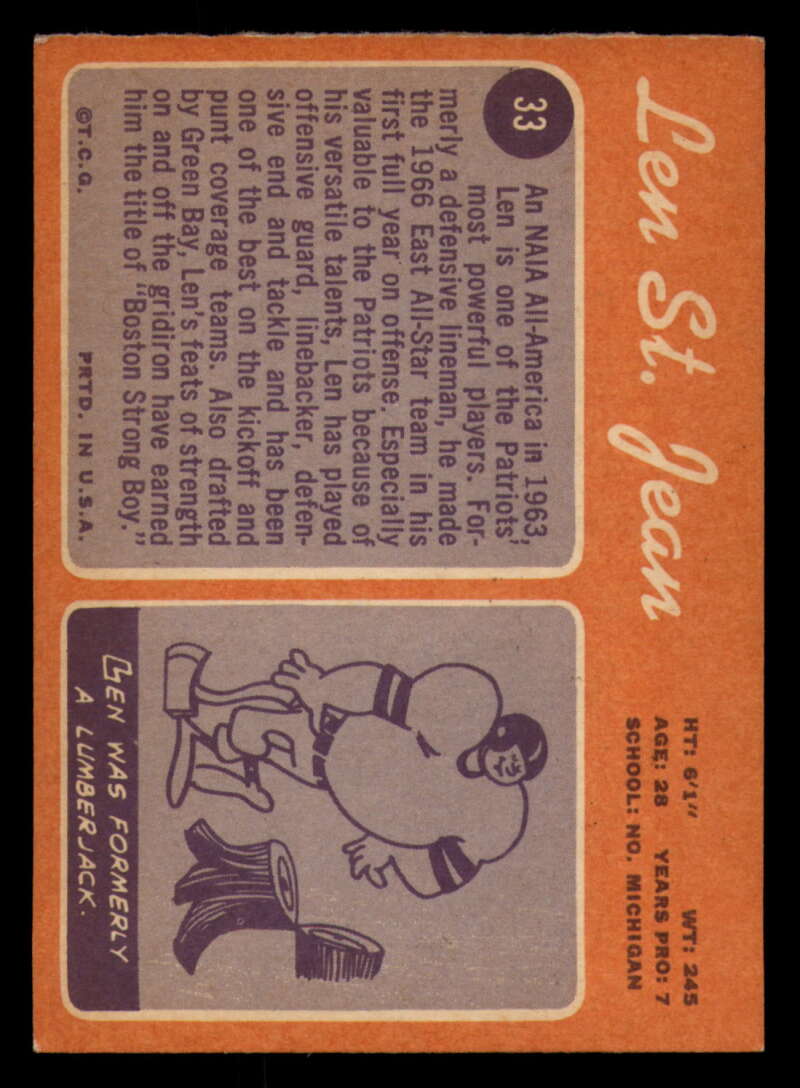 Len St. Jean
HT: 6'1" WT: 245
AGE: 28 YEARS PRO: 7
SCHOOL: NO. MICHIGAN
33
An NAIA All-America in 1963,
Len is one of the Patriots'
most powerful players. For-
merly a defensive lineman, he made
the 1966 East All-Star team in his
first full year on offense. Especially
valuable to the Patriots because of
his versatile talents, Len has played
offensive guard, linebacker, defen-
sive end and tackle and has been
one of the best on the kickoff and
punt coverage teams. Also drafted
by Green Bay, Len's feats of strength
on and off the gridiron have earned
him the title of "Boston Strong Boy."
©T.C.G. PRTD. IN U.S.A.
LEN WAS FORMERLY
A LUMBERJACK.